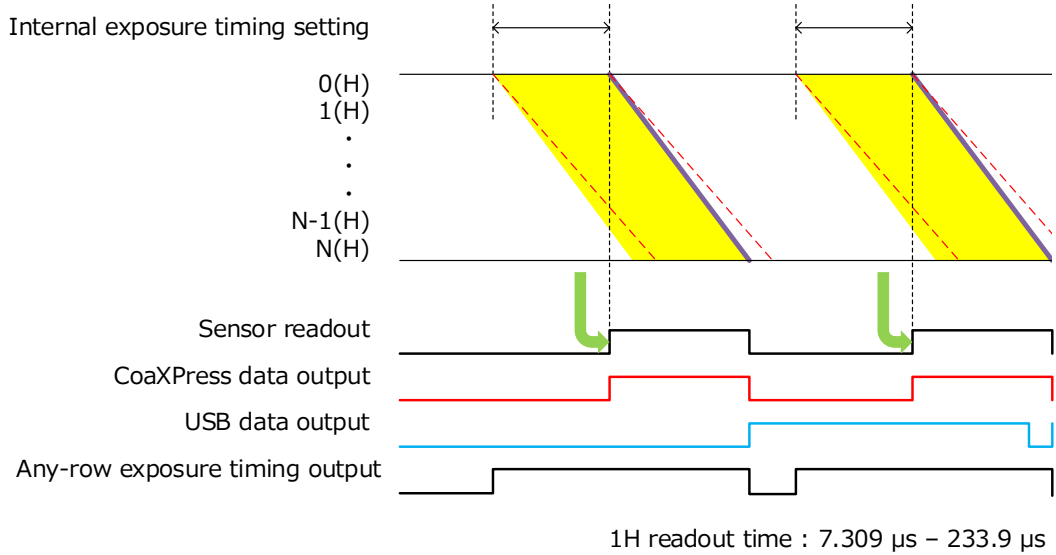 Internal exposure timing setting
0(H)
1(H)
·
·
·
N-1(H)
N(H)
Sensor readout
CoaXPress data output
USB data output
Any-row exposure timing output
1H readout time : 7.309 μs – 233.9 μs